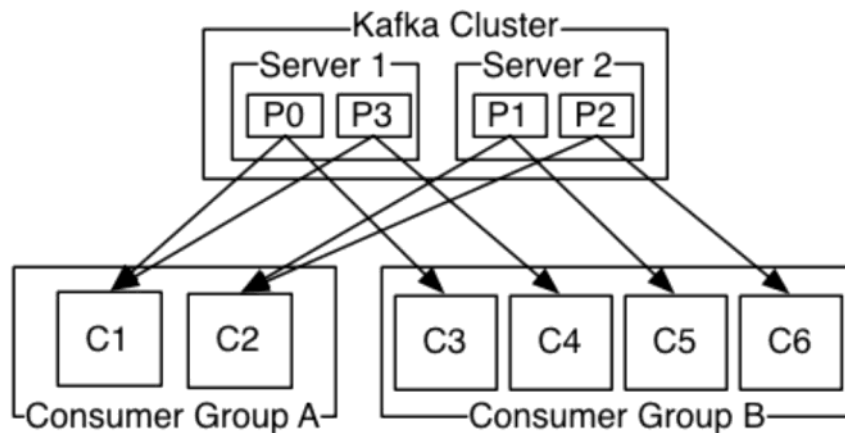 Kafka Cluster
Server 1 Server 2
P0 P3 P1 P2
C1 C2 C3 C4 C5 C6
Consumer Group A Consumer Group B